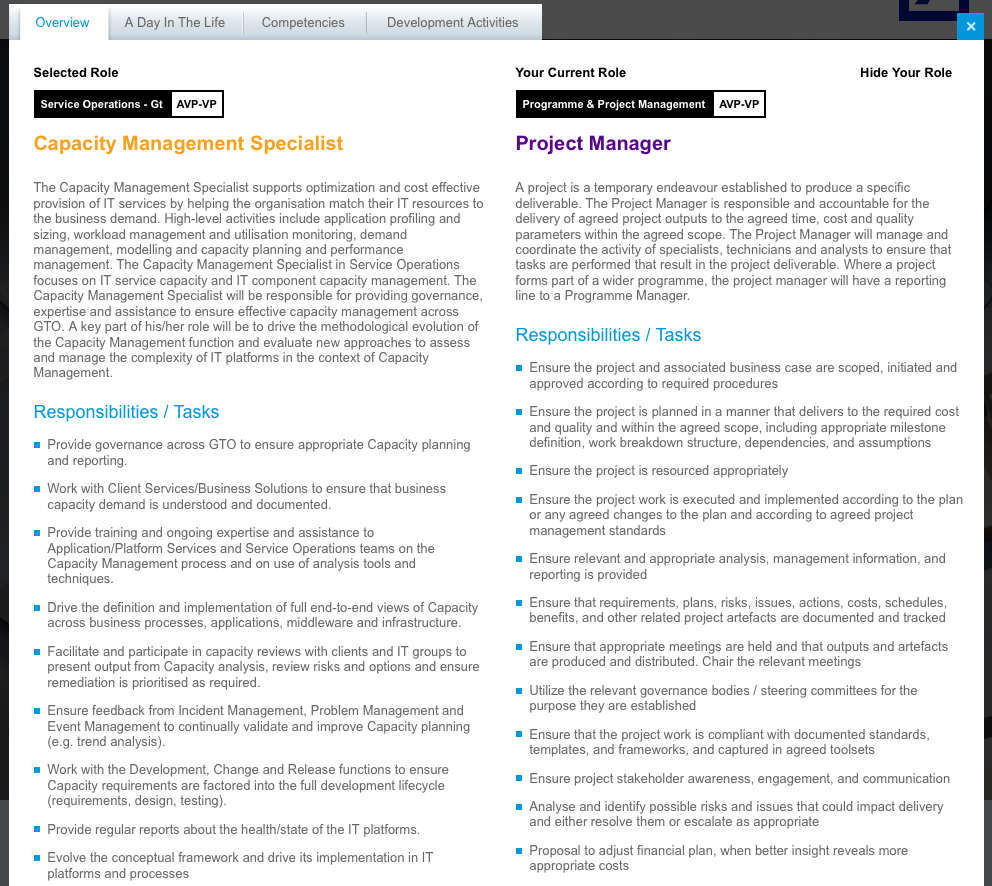 Overview
A Day In The Life
Competencies
Development Activities
✕
Selected Role
Service Operations - Gt
AVP-VP
Capacity Management Specialist
The Capacity Management Specialist supports optimization and cost effective
provision of IT services by helping the organisation match their IT resources to
the business demand. High-level activities include application profiling and
sizing, workload management and utilisation monitoring, demand
management, modelling and capacity planning and performance
management. The Capacity Management Specialist in Service Operations
focuses on IT service capacity and IT component capacity management. The
Capacity Management Specialist will be responsible for providing governance,
expertise and assistance to ensure effective capacity management across
GTO. A key part of his/her role will be to drive the methodological evolution of
the Capacity Management function and evaluate new approaches to assess
and manage the complexity of IT platforms in the context of Capacity
Management.
Responsibilities / Tasks
Provide governance across GTO to ensure appropriate Capacity planning
and reporting.
Work with Client Services/Business Solutions to ensure that business
capacity demand is understood and documented.
Provide training and ongoing expertise and assistance to
Application/Platform Services and Service Operations teams on the
Capacity Management process and on use of analysis tools and
techniques.
Drive the definition and implementation of full end-to-end views of Capacity
across business processes, applications, middleware and infrastructure.
Facilitate and participate in capacity reviews with clients and IT groups to
present output from Capacity analysis, review risks and options and ensure
remediation is prioritised as required.
Ensure feedback from Incident Management, Problem Management and
Event Management to continually validate and improve Capacity planning
(e.g. trend analysis).
Work with the Development, Change and Release functions to ensure
Capacity requirements are factored into the full development lifecycle
(requirements, design, testing).
Provide regular reports about the health/state of the IT platforms.
Evolve the conceptual framework and drive its implementation in IT
platforms and processes
Your Current Role
Hide Your Role
Programme & Project Management
AVP-VP
Project Manager
A project is a temporary endeavour established to produce a specific
deliverable. The Project Manager is responsible and accountable for the
delivery of agreed project outputs to the agreed time, cost and quality
parameters within the agreed scope. The Project Manager will manage and
coordinate the activity of specialists, technicians and analysts to ensure that
tasks are performed that result in the project deliverable. Where a project
forms part of a wider programme, the project manager will have a reporting
line to a Programme Manager.
Responsibilities / Tasks
Ensure the project and associated business case are scoped, initiated and
approved according to required procedures
Ensure the project is planned in a manner that delivers to the required cost
and quality and within the agreed scope, including appropriate milestone
definition, work breakdown structure, dependencies, and assumptions
Ensure the project is resourced appropriately
Ensure the project work is executed and implemented according to the plan
or any agreed changes to the plan and according to agreed project
management standards
Ensure relevant and appropriate analysis, management information, and
reporting is provided
Ensure that requirements, plans, risks, issues, actions, costs, schedules,
benefits, and other related project artefacts are documented and tracked
Ensure that appropriate meetings are held and that outputs and artefacts
are produced and distributed. Chair the relevant meetings
Utilize the relevant governance bodies / steering committees for the
purpose they are established
Ensure that the project work is compliant with documented standards,
templates, and frameworks, and captured in agreed toolsets
Ensure project stakeholder awareness, engagement, and communication
Analyse and identify possible risks and issues that could impact delivery
and either resolve them or escalate as appropriate
Proposal to adjust financial plan, when better insight reveals more
appropriate costs